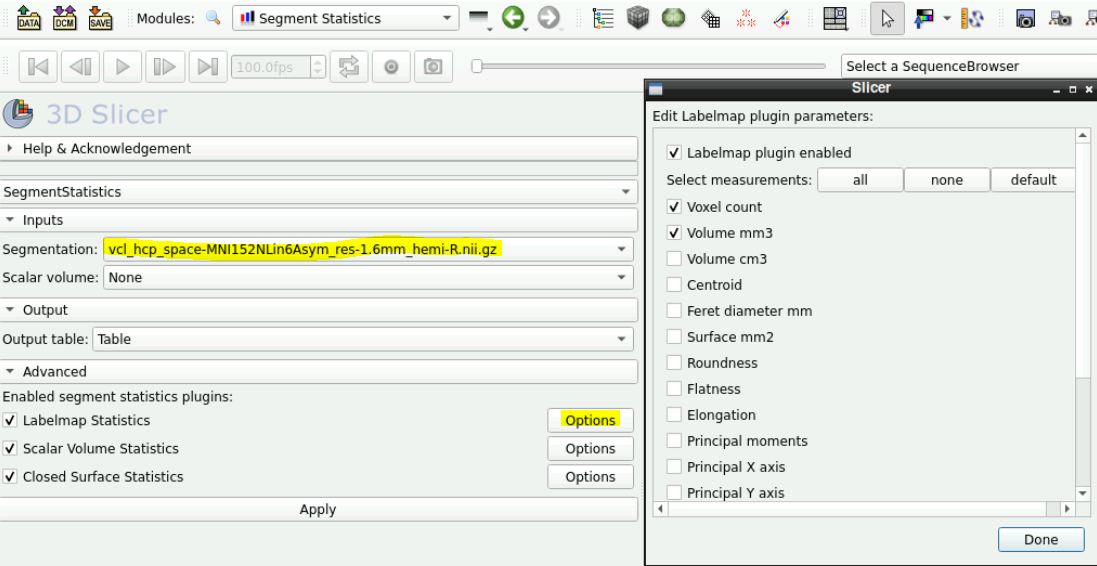 DATA DCM SAVE Modules: Segment Statistics
100.0fps Select a SequenceBrowser
3D Slicer
Help & Acknowledgement
SegmentStatistics
Inputs
Segmentation: vcl_hcp_space-MNI152NLin6Asym_res-1.6mm_hemi-R.nii.gz
Scalar volume: None
Output
Output table: Table
Advanced
Enabled segment statistics plugins:
Labelmap Statistics Options
Scalar Volume Statistics Options
Closed Surface Statistics Options
Apply
Slicer
Edit Labelmap plugin parameters:
Labelmap plugin enabled
Select measurements: all none default
Voxel count
Volume mm3
Volume cm3
Centroid
Feret diameter mm
Surface mm2
Roundness
Flatness
Elongation
Principal moments
Principal X axis
Principal Y axis
Done